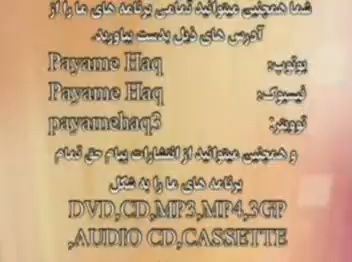 شما همچنین میتوانید تمامی برنامه های ما را از
آدرس های ذیل بدست بیاورید.
یوتوب: Payame Haq
فیسبوک: Payame Haq
توویتر: payamehaq3
و همچنین میتوانید از انتشارات پیام حق تمام
برنامه های ما را به شکل
DVD,CD,MP3,MP4,3GP
,AUDIO CD,CASSETTE